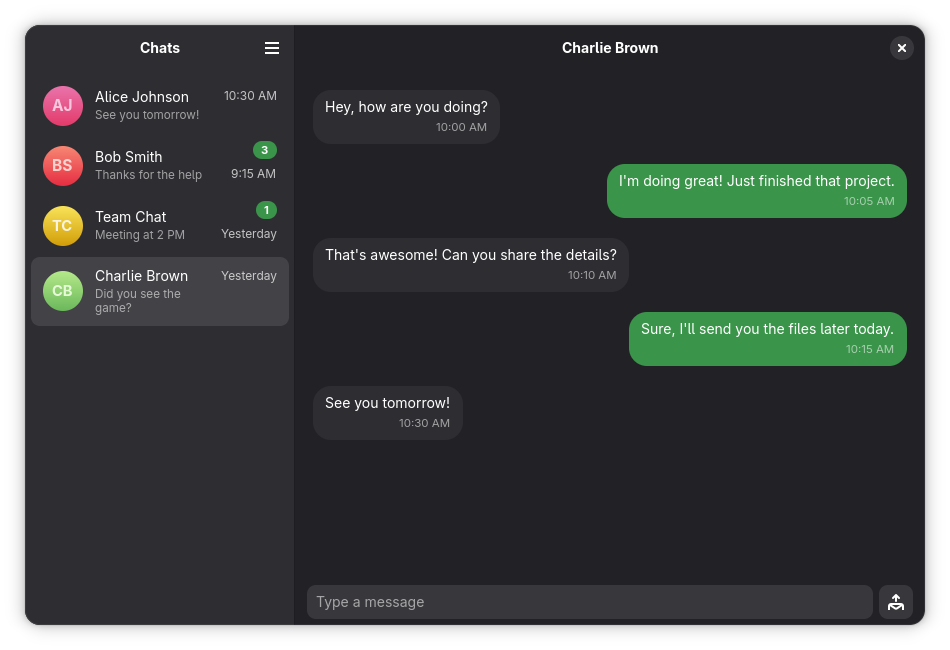 Chats
Charlie Brown
AJ
Alice Johnson
10:30 AM
See you tomorrow!
BS
Bob Smith
3
Thanks for the help
9:15 AM
TC
Team Chat
1
Meeting at 2 PM
Yesterday
CB
Charlie Brown
Yesterday
Did you see the
game?
Hey, how are you doing?
10:00 AM
I'm doing great! Just finished that project.
10:05 AM
That's awesome! Can you share the details?
10:10 AM
Sure, I'll send you the files later today.
10:15 AM
See you tomorrow!
10:30 AM
Type a message